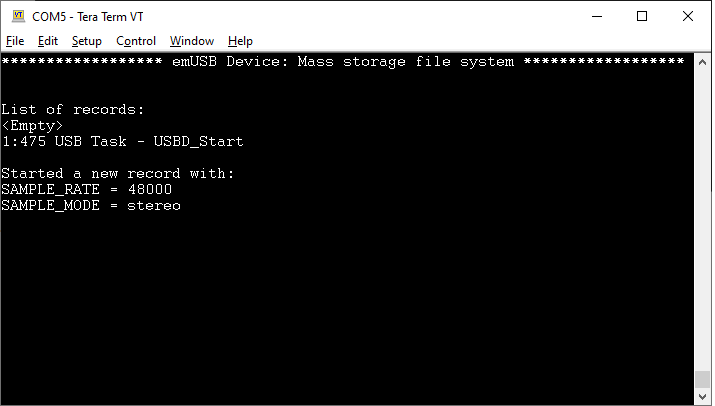 VT COM5 - Tera Term VT
File Edit Setup Control Window Help
****************** emUSB Device: Mass storage file system ******************
List of records:
<Empty>
1:475 USB Task - USBD_Start
Started a new record with:
SAMPLE_RATE = 48000
SAMPLE_MODE = stereo